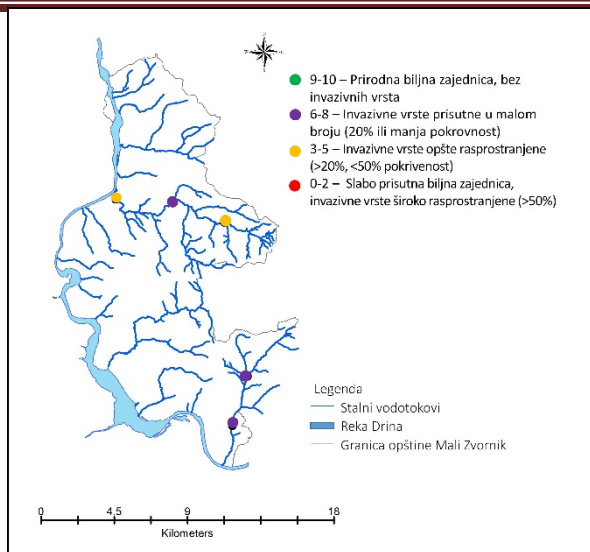 9-10 – Prirodna biljna zajednica, bez
invazivnih vrsta
6-8 – Invazivne vrste prisutne u malom
broju (20% ili manja pokrovnost)
3-5 – Invazivne vrste opšte rasprostranjene
(>20%, <50% pokrivenost)
0-2 – Slabo prisutna biljna zajednica,
invazivne vrste široko rasprostranjene (>50%)
Legenda
Stalni vodotokovi
Reka Drina
Granica opštine Mali Zvornik
0 4.5 9 18
Kilometers